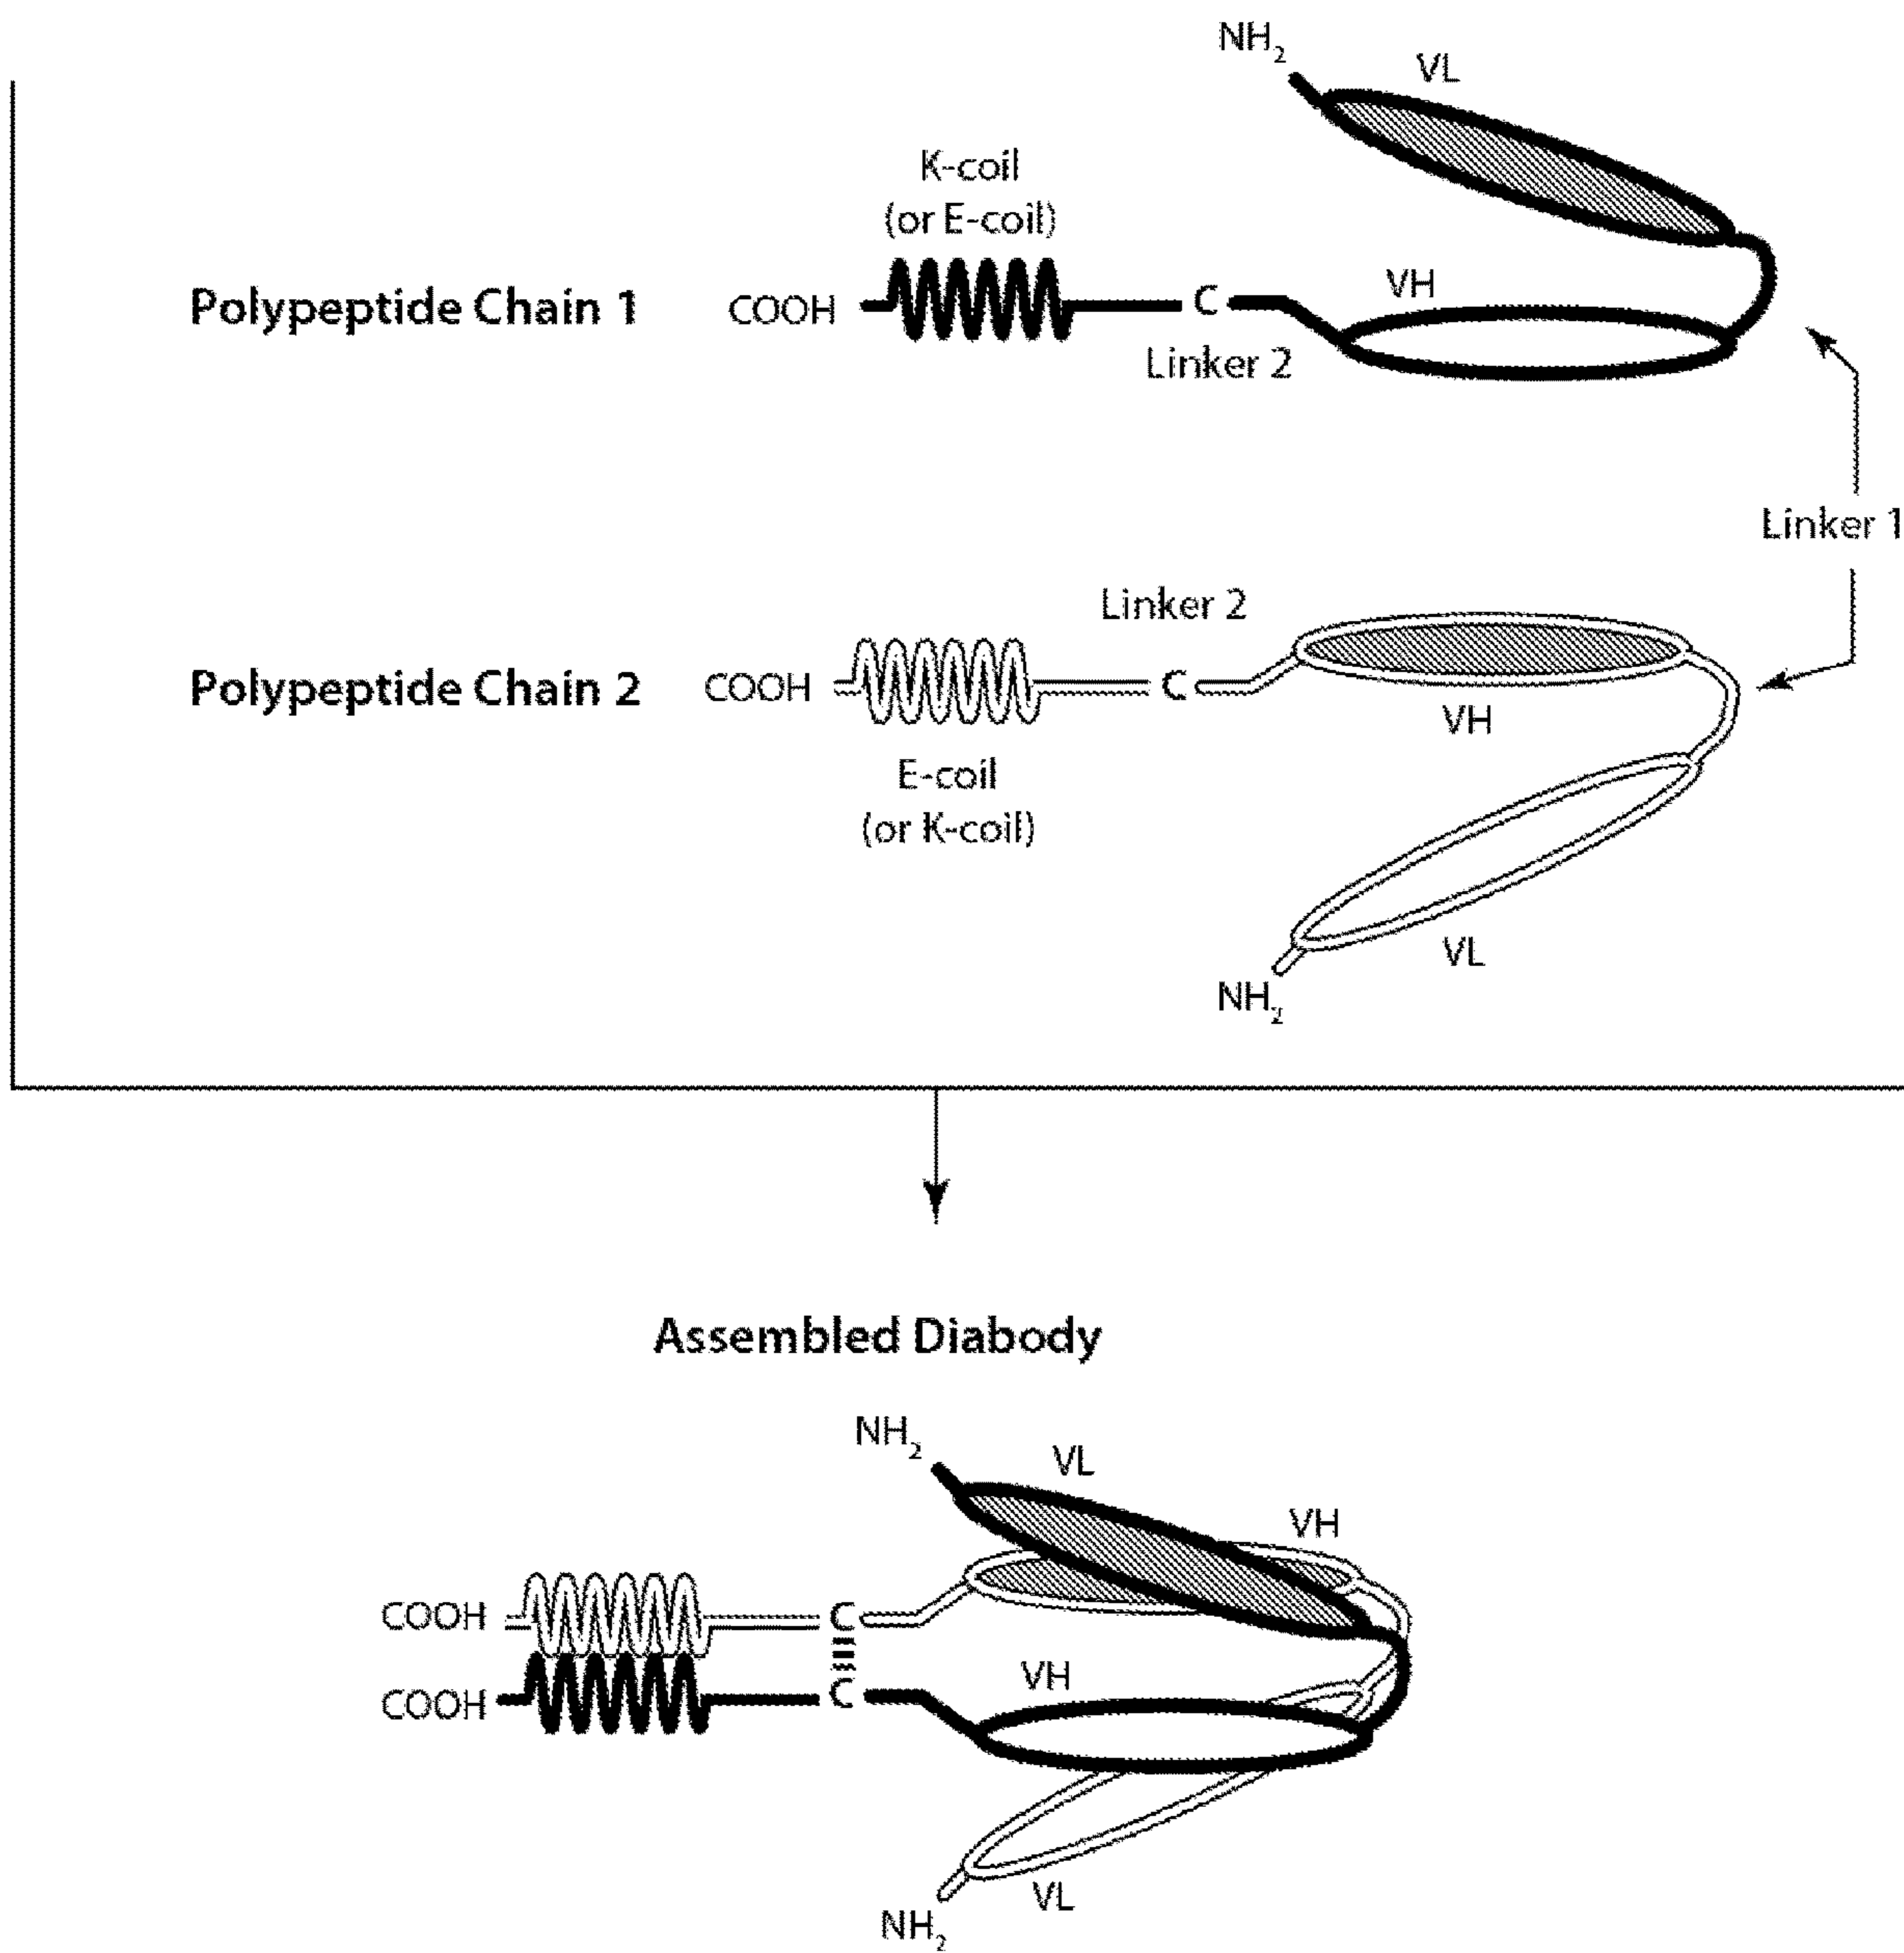 NH₂
VL
K-coil
(or E-coil)
Polypeptide Chain 1
COOH
C
VH
Linker 2
Linker 1
Linker 2
Polypeptide Chain 2
COOH
C
VH
E-coil
(or K-coil)
VL
NH₂
Assembled Diabody
NH₂
VL
VH
COOH
C
VH
COOH
C
VL
NH₂